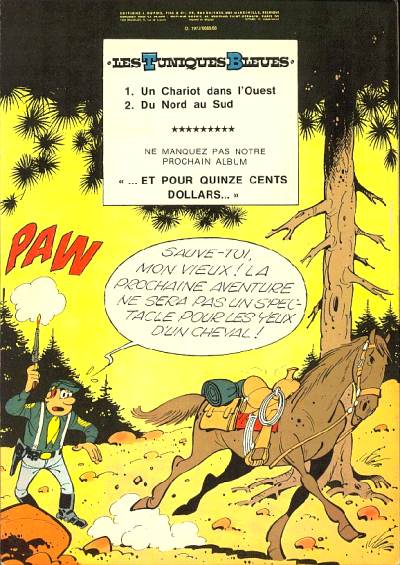 «LES TUNIQUES BLEUES»
1. Un Chariot dans l'Ouest
2. Du Nord au Sud
*********
NE MANQUEZ PAS NOTRE
PROCHAIN ALBUM
« ... ET POUR QUINZE CENTS
DOLLARS... »
PAW
SAUVE-TOI,
MON VIEUX! LA
PROCHAINE AVENTURE
NE SERA PAS UN SPEC-
TACLE POUR LES YEUX
D'UN CHEVAL!